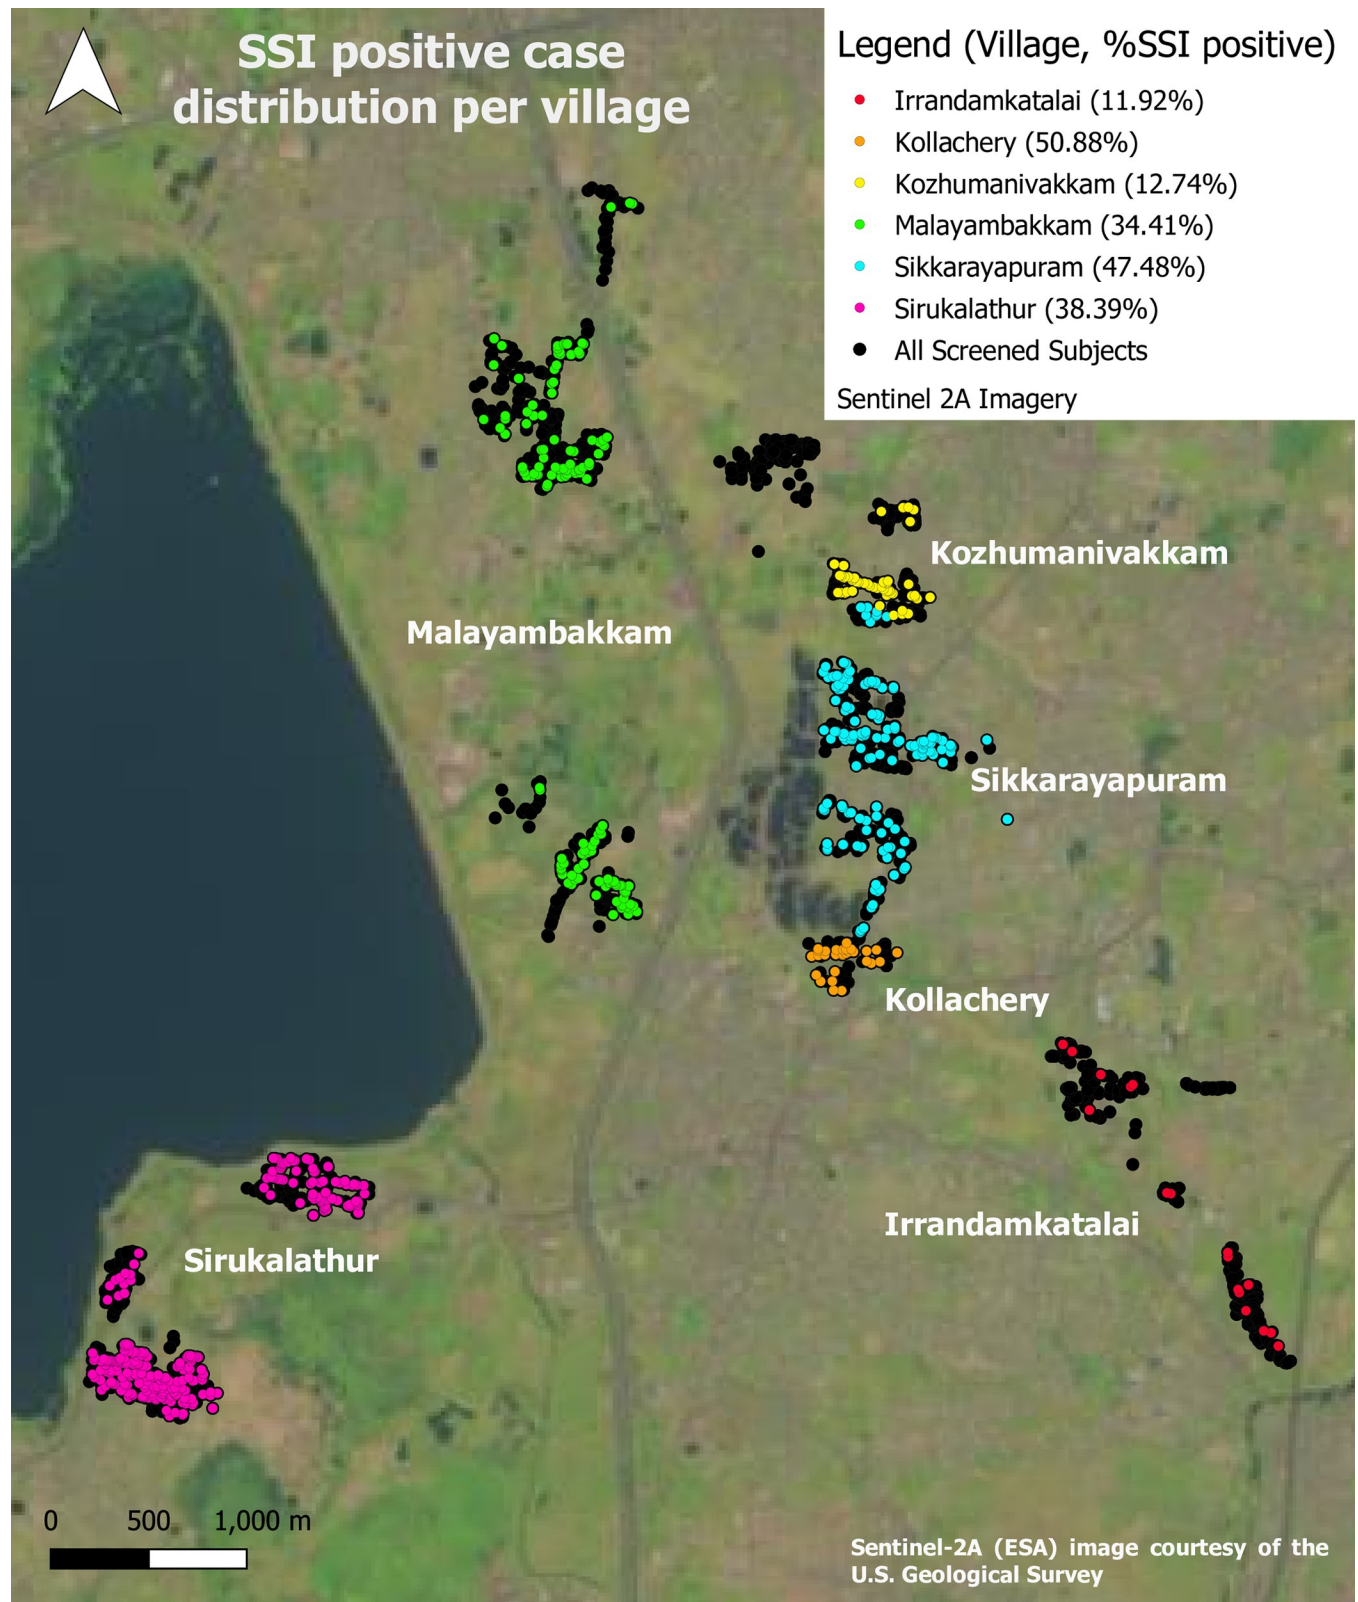 SSI positive case
distribution per village
Legend (Village, %SSI positive)
Irrandamkatalai (11.92%)
Kollachery (50.88%)
Kozhumanivakkam (12.74%)
Malayambakkam (34.41%)
Sikkarayapuram (47.48%)
Sirukalathur (38.39%)
All Screened Subjects
Sentinel 2A Imagery
Kozhumanivakkam
Malayambakkam
Sikkarayapuram
Kollachery
Irrandamkatalai
Sirukalathur
0 500 1,000 m
Sentinel-2A (ESA) image courtesy of the
U.S. Geological Survey